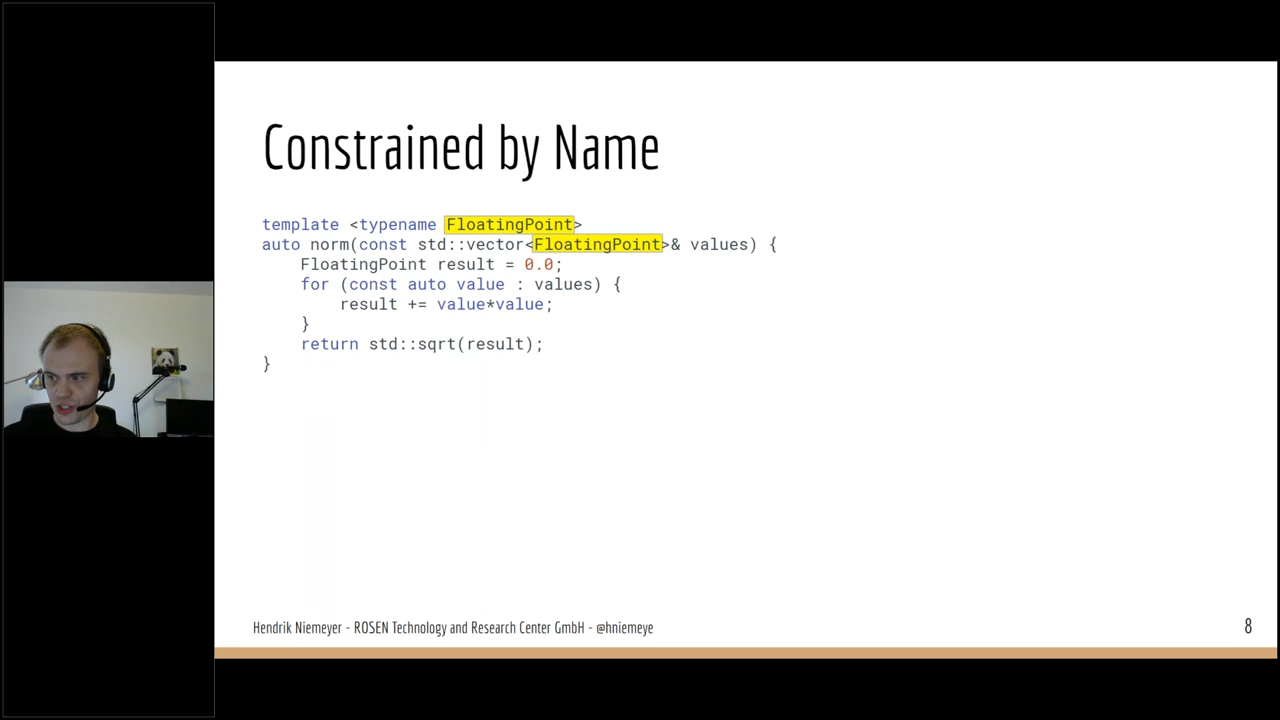 Constrained by Name
template <typename FloatingPoint>
auto norm(const std::vector<FloatingPoint>& values) {
    FloatingPoint result = 0.0;
    for (const auto value : values) {
        result += value*value;
    }
    return std::sqrt(result);
}
Hendrik Niemeyer - ROSEN Technology and Research Center GmbH - @hniemeye
8